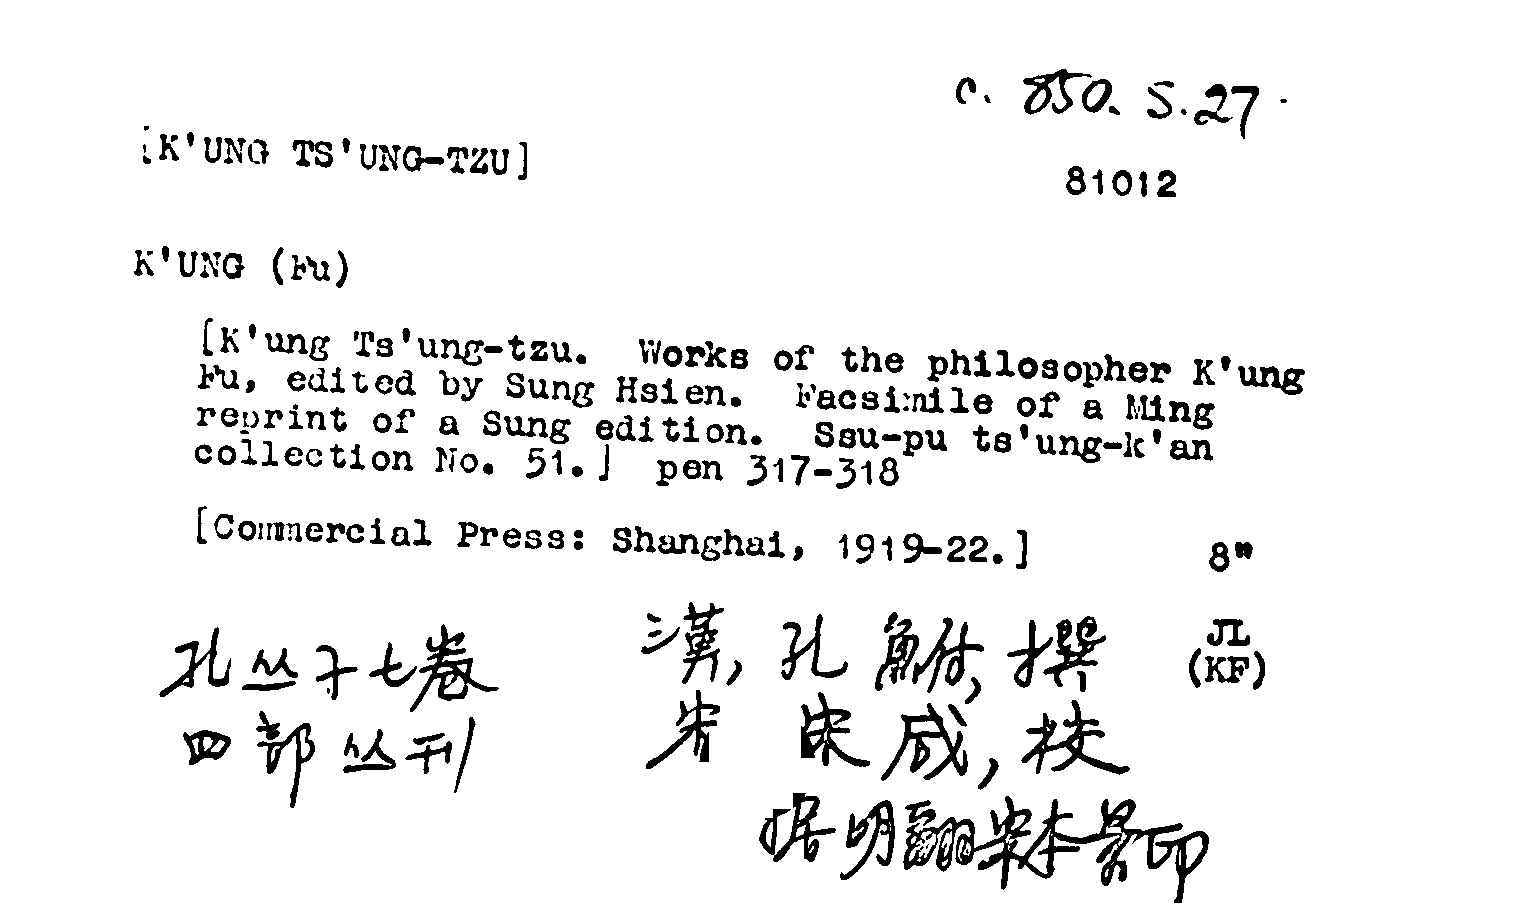 c. 850. S. 27.
[K'UNG TS'UNG-TZU]
81012
K'UNG (Fu)
[K'ung Ts'ung-tzu. Works of the philosopher K'ung
Fu, edited by Sung Hsien. Facsimile of a Ming
reprint of a Sung edition. Ssu-pu ts'ung-k'an
collection No. 51.] pen 317-318
[Commercial Press: Shanghai, 1919-22.] 8"
孔丛子七卷 漢, 孔鮒, 撰 JL
(KF)
四部丛刊 宋 宋咸, 校
据明翻宋本景印